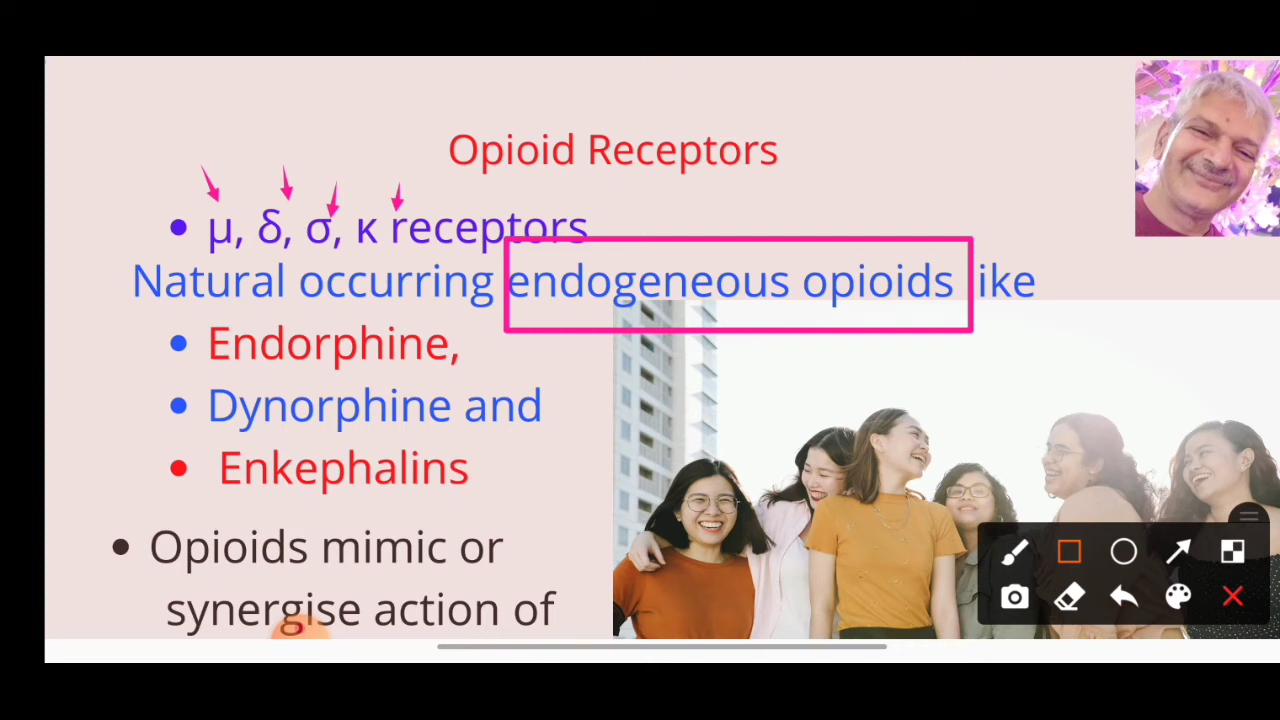 Opioid Receptors
μ, δ, σ, κ receptors
Natural occurring endogeneous opioids like
Endorphine,
Dynorphine and
Enkephalins
Opioids mimic or
synergise action of